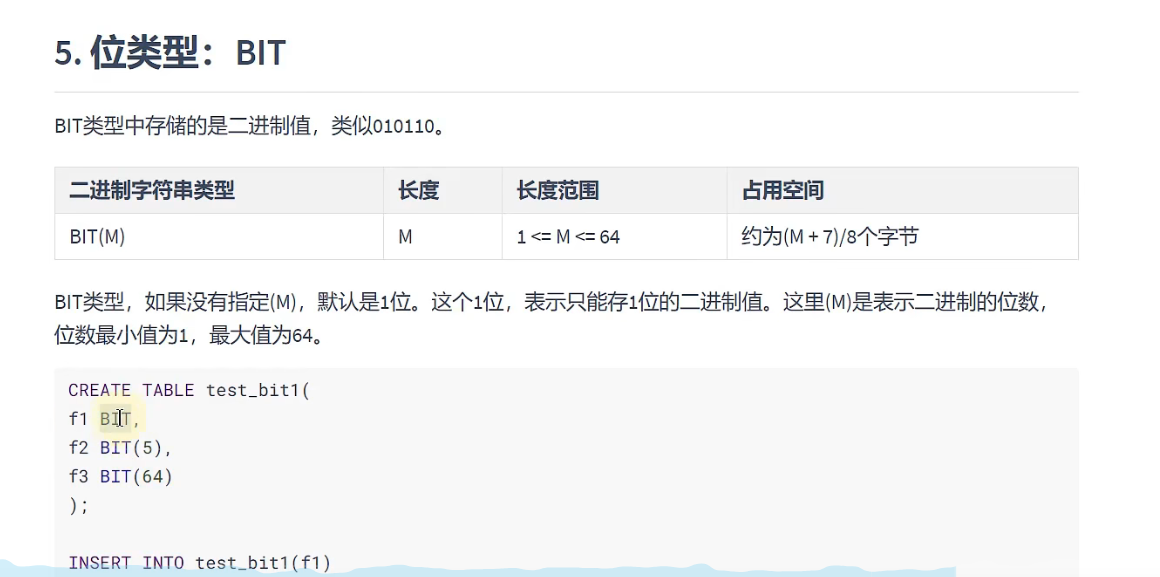 5. 位类型：BIT
BIT类型中存储的是二进制值，类似010110。
二进制字符串类型 长度 长度范围 占用空间
BIT(M) M 1 <= M <= 64 约为(M + 7)/8个字节
BIT类型，如果没有指定(M)，默认是1位。这个1位，表示只能存1位的二进制值。这里(M)是表示二进制的位数，
位数最小值为1，最大值为64。
CREATE TABLE test_bit1(
f1 BIT,
f2 BIT(5),
f3 BIT(64)
);
INSERT INTO test_bit1(f1)